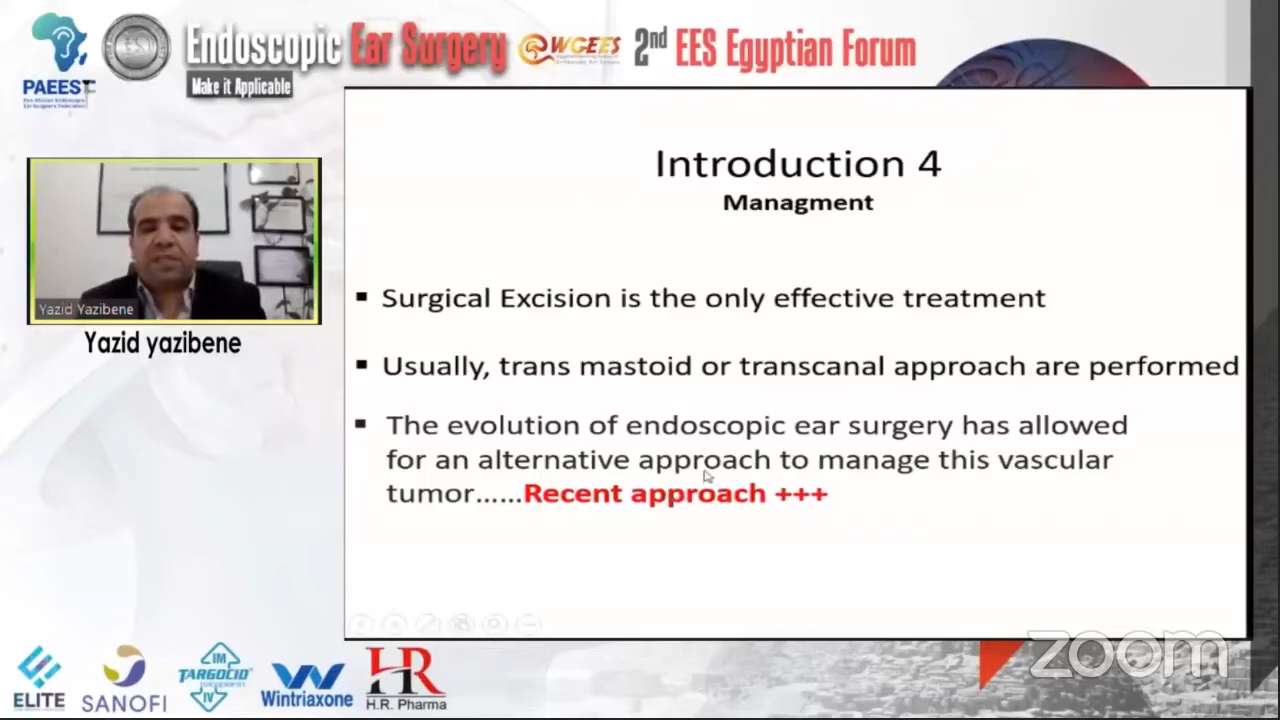 PAEEST
Endoscopic Ear Surgery
Make it Applicable
WGEES
2nd EES Egyptian Forum
Introduction 4
Managment
▪ Surgical Excision is the only effective treatment
▪ Usually, trans mastoid or transcanal approach are performed
▪ The evolution of endoscopic ear surgery has allowed
for an alternative approach to manage this vascular
tumor......Recent approach +++
Yazid Yazibene
Yazid yazibene
ELITE
SANOFI
IM
TARGOCID
IV
Wintriaxone
HR
H.R. Pharma
zoom